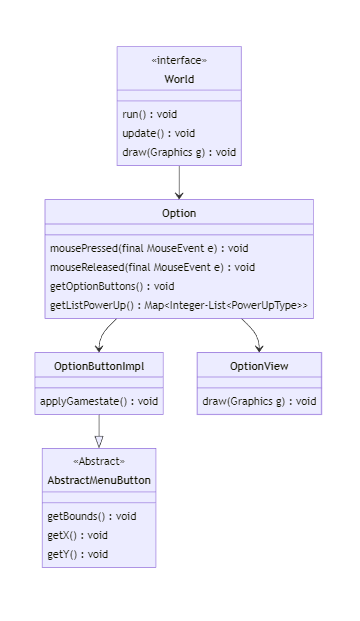 «interface»
World
run() : void
update() : void
draw(Graphics g) : void
Option
mousePressed(final MouseEvent e) : void
mouseReleased(final MouseEvent e) : void
getOptionButtons() : void
getListPowerUp() : Map<Integer-List<PowerUpType>>
OptionButtonImpl
applyGamestate() : void
OptionView
draw(Graphics g) : void
«Abstract»
AbstractMenuButton
getBounds() : void
getX() : void
getY() : void